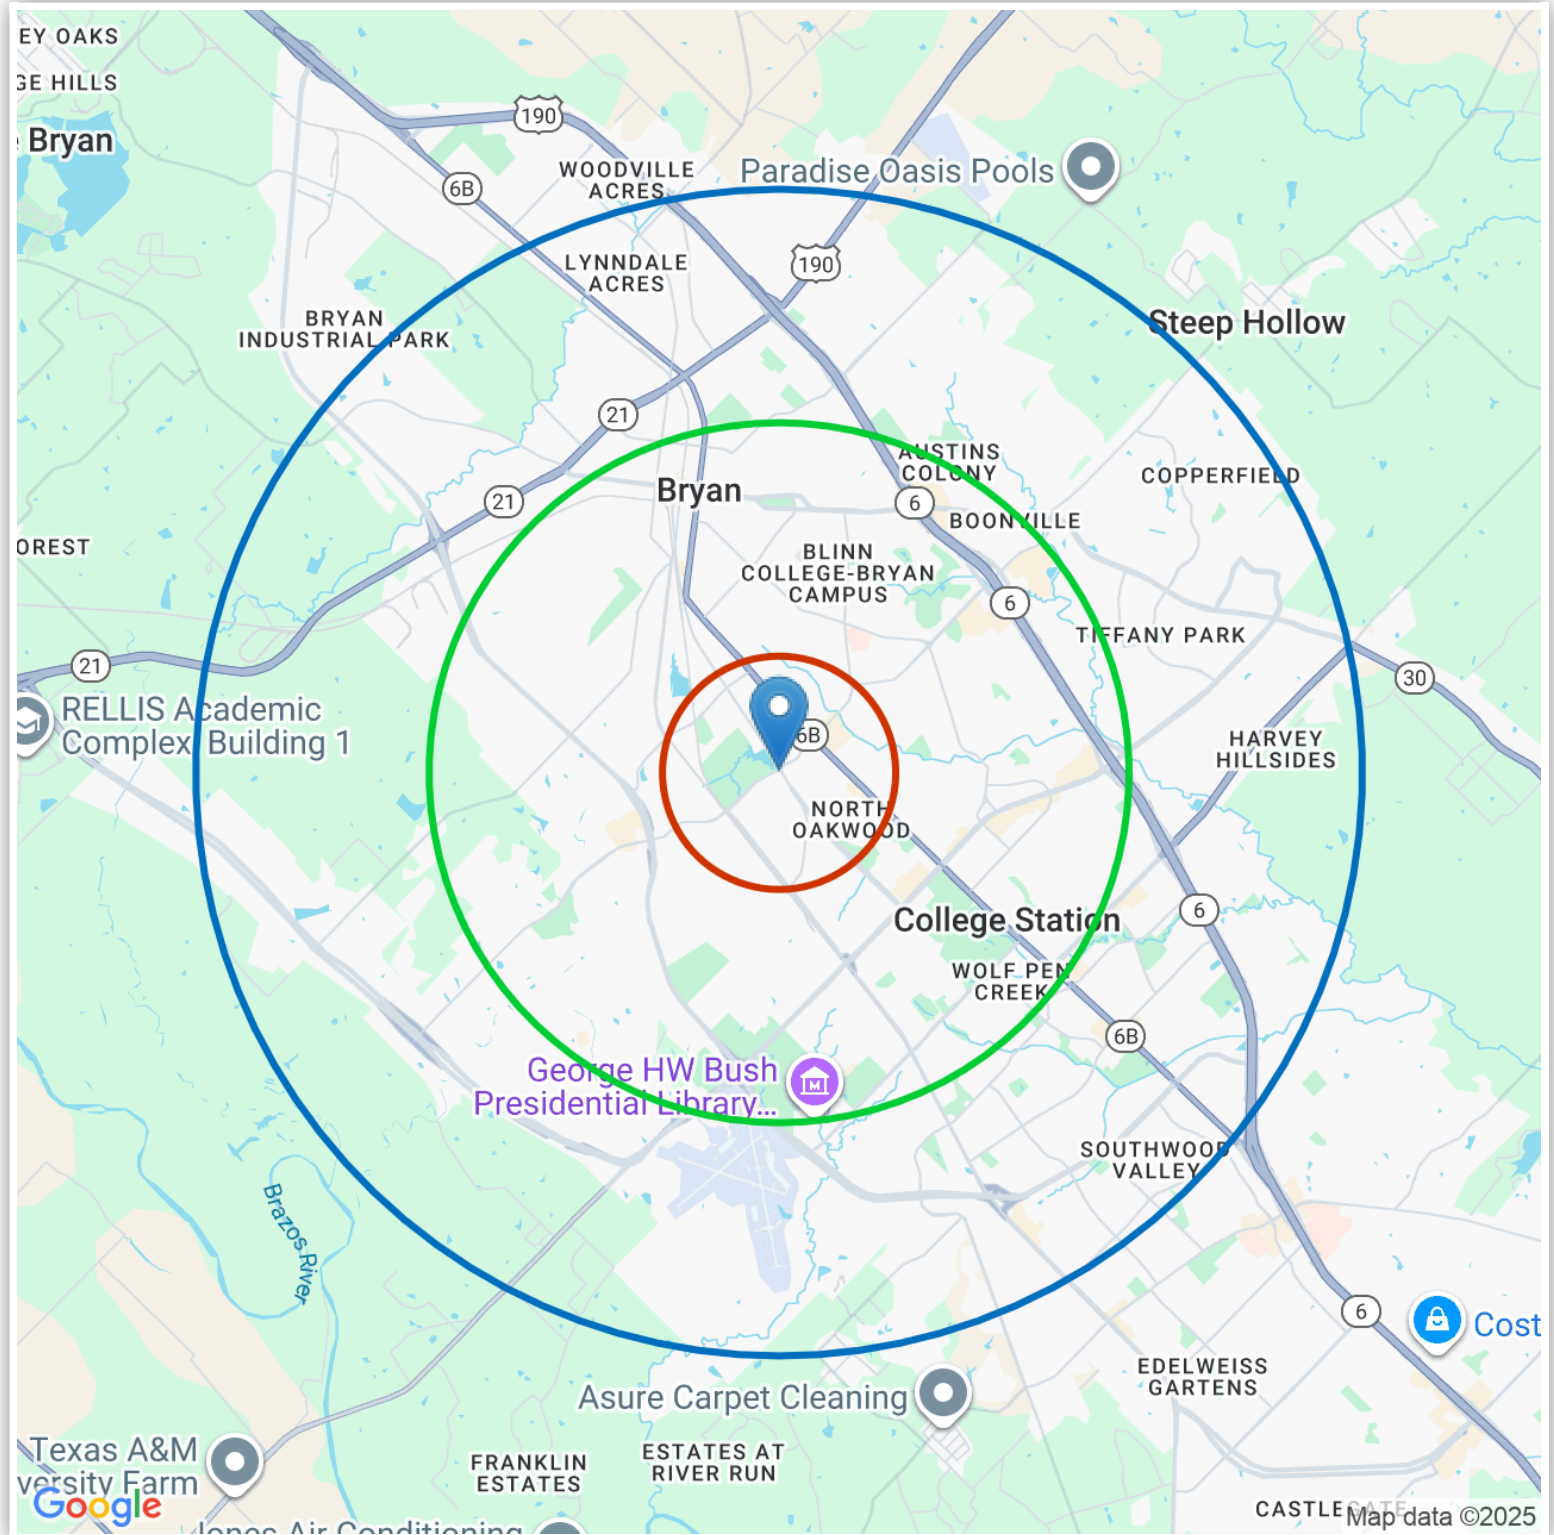 EY OAKS
GE HILLS
Bryan
190
6B
WOODVILLE
ACRES
Paradise Oasis Pools
LYNNDALE
ACRES
190
BRYAN
INDUSTRIAL PARK
Steep Hollow
21
AUSTINS
COLONY
COPPERFIELD
Bryan
21
6
BOONVILLE
OREST
BLINN
COLLEGE-BRYAN
CAMPUS
6
TIFFANY PARK
21
30
RELLIS Academic
Complex Building 1
6B
HARVEY
HILLSIDES
NORTH
OAKWOOD
6
College Station
WOLF PEN
CREEK
6B
George HW Bush
Presidential Library...
SOUTHWOOD
VALLEY
Brazos River
6
Cost
EDELWEISS
GARTENS
Asure Carpet Cleaning
Texas A&M
versity Farm
FRANKLIN
ESTATES
ESTATES AT
RIVER RUN
Google
CASTLEGATE
Map data ©2025
Jones Air Conditioning